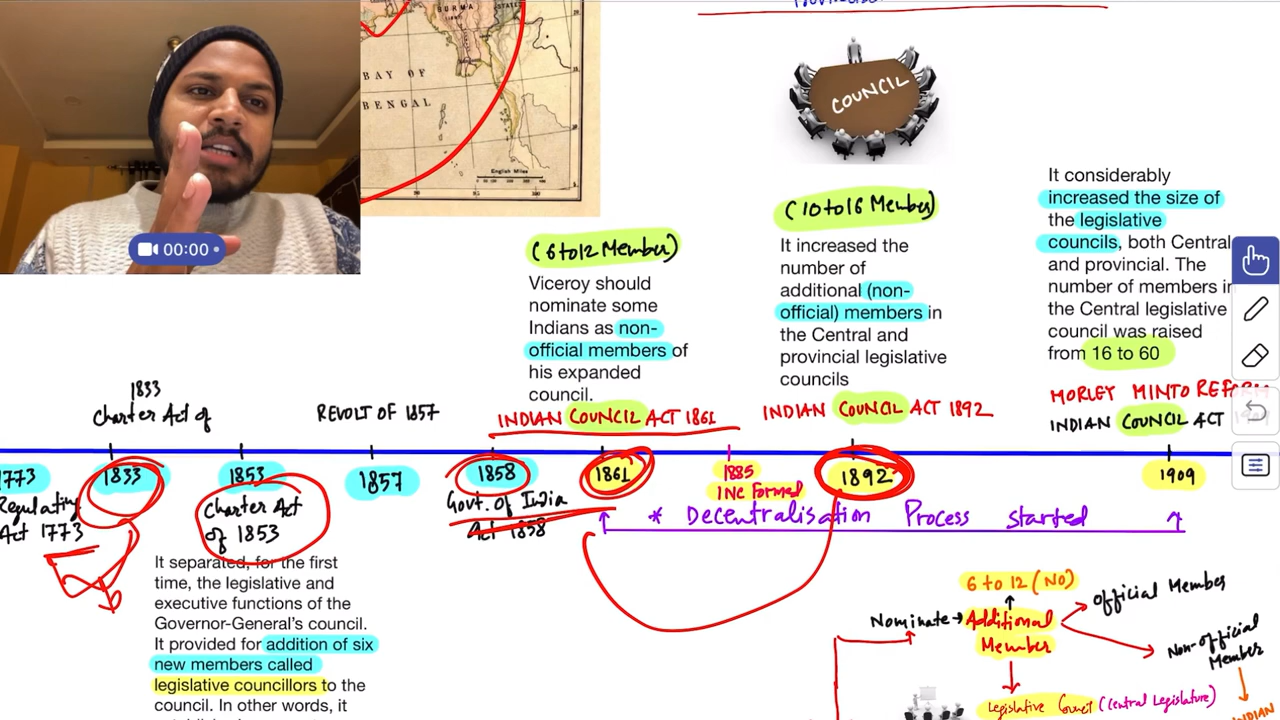 BURMA
STATES
BAY OF
BENGAL
English Miles
COUNCIL
(6 to 12 Member)
Viceroy should
nominate some
Indians as non-
official members of
his expanded
council.
(10 to 16 Member)
It increased the
number of
additional (non-
official) members in
the Central and
provincial legislative
councils
It considerably
increased the size of
the legislative
councils, both Central
and provincial. The
number of members in
the Central legislative
council was raised
from 16 to 60
00:00
1833
Charter Act of
REVOLT OF 1857
INDIAN COUNCIL ACT 1861
INDIAN COUNCIL ACT 1892
MORLEY MINTO REFORM
INDIAN COUNCIL ACT
1773
1833
1853
1857
1858
1861
1885
1892
1909
Regulating
Act 1773
Charter Act
of 1853
Govt. of India
Act 1858
INC Formed
* Decentralisation Process started
It separated, for the first
time, the legislative and
executive functions of the
Governor-General's council.
It provided for addition of six
new members called
legislative councillors to the
council. In other words, it
6 to 12 (NO)
Nominate → Additional
Member
Official Member
Non-Official
Member
Legislative Council (Central Legislature)
INDIAN